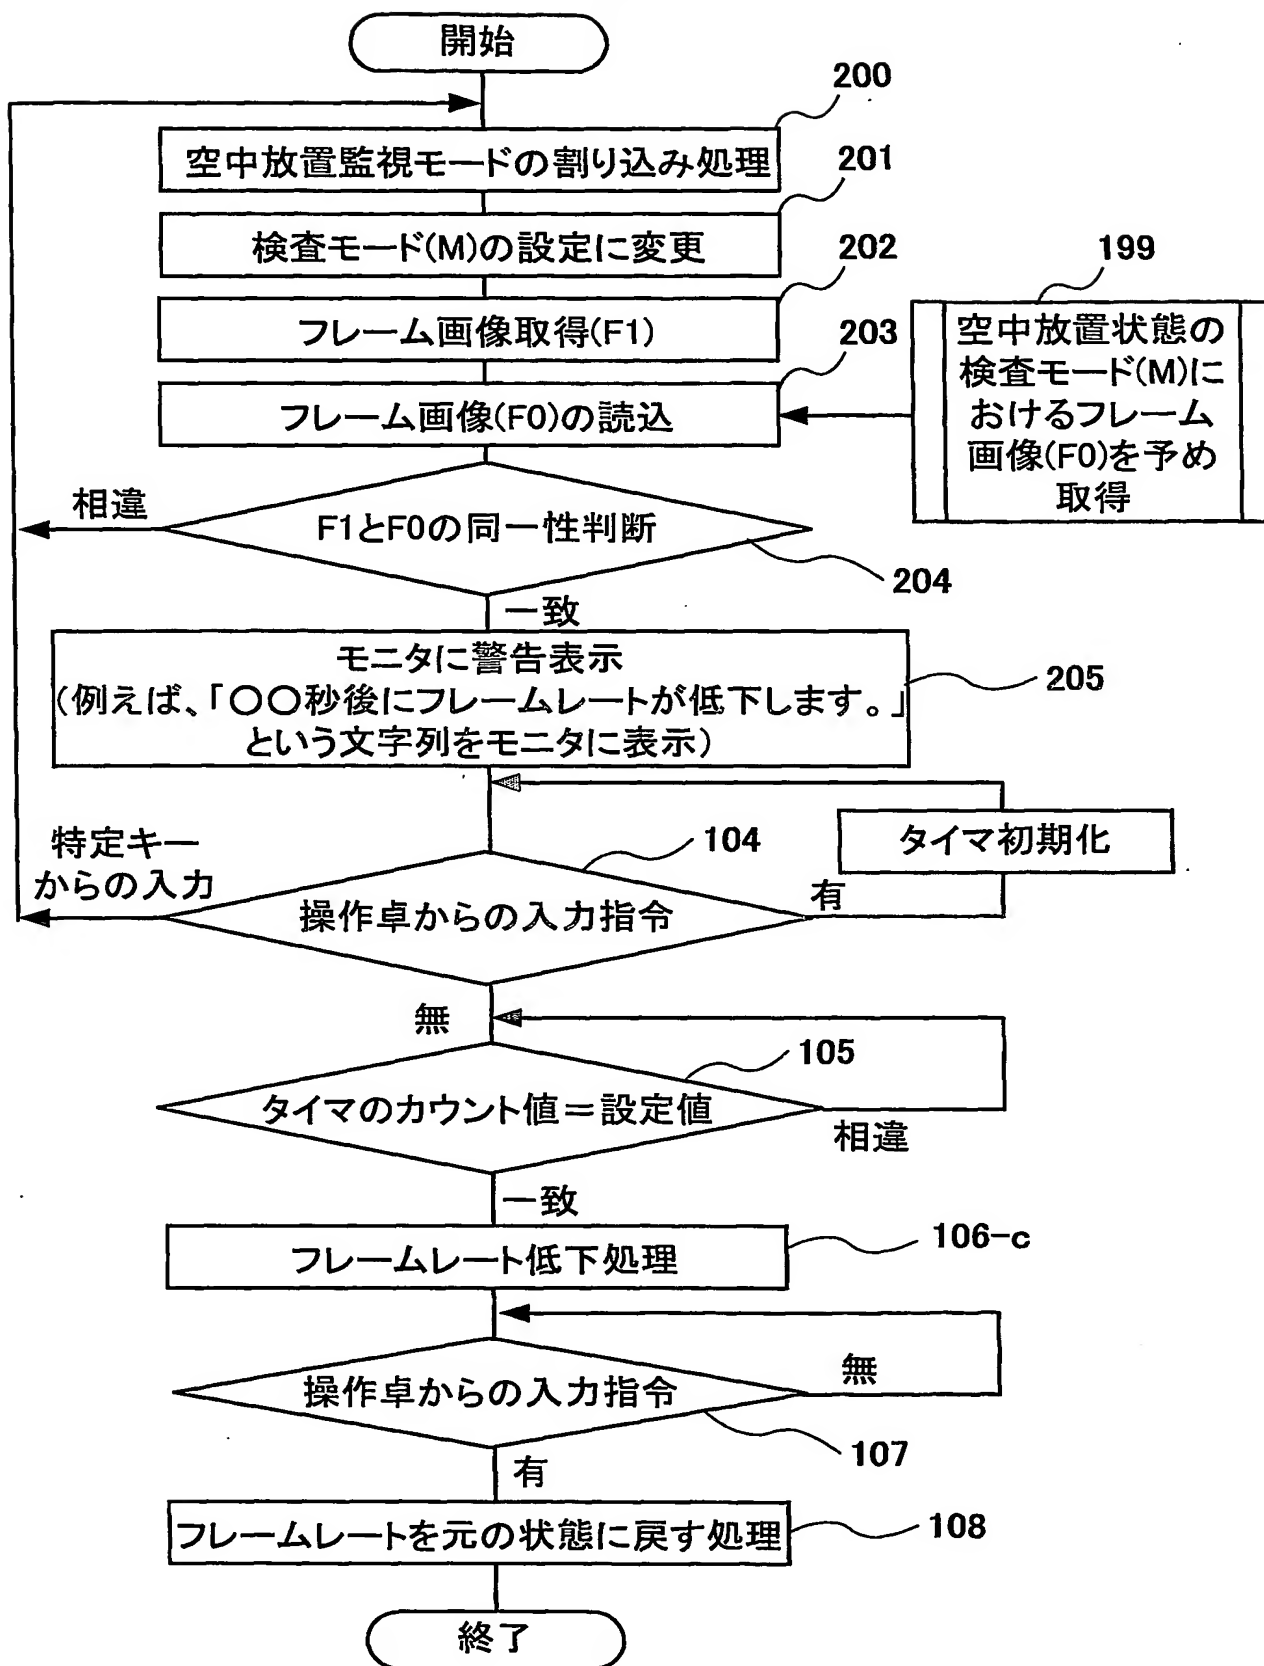 開始
200
空中放置監視モードの割り込み処理
201
検査モード(M)の設定に変更
202
フレーム画像取得(F1)
203
フレーム画像(F0)の読込
199
空中放置状態の
検査モード(M)に
おけるフレーム
画像(F0)を予め
取得
相違
F1とF0の同一性判断
204
一致
モニタに警告表示
(例えば、「〇〇秒後にフレームレートが低下します。」
という文字列をモニタに表示)
205
タイマ初期化
特定キー
からの入力
104
操作卓からの入力指令
有
無
105
タイマのカウント値=設定値
相違
一致
フレームレート低下処理
106-c
操作卓からの入力指令
無
107
有
フレームレートを元の状態に戻す処理
108
終了